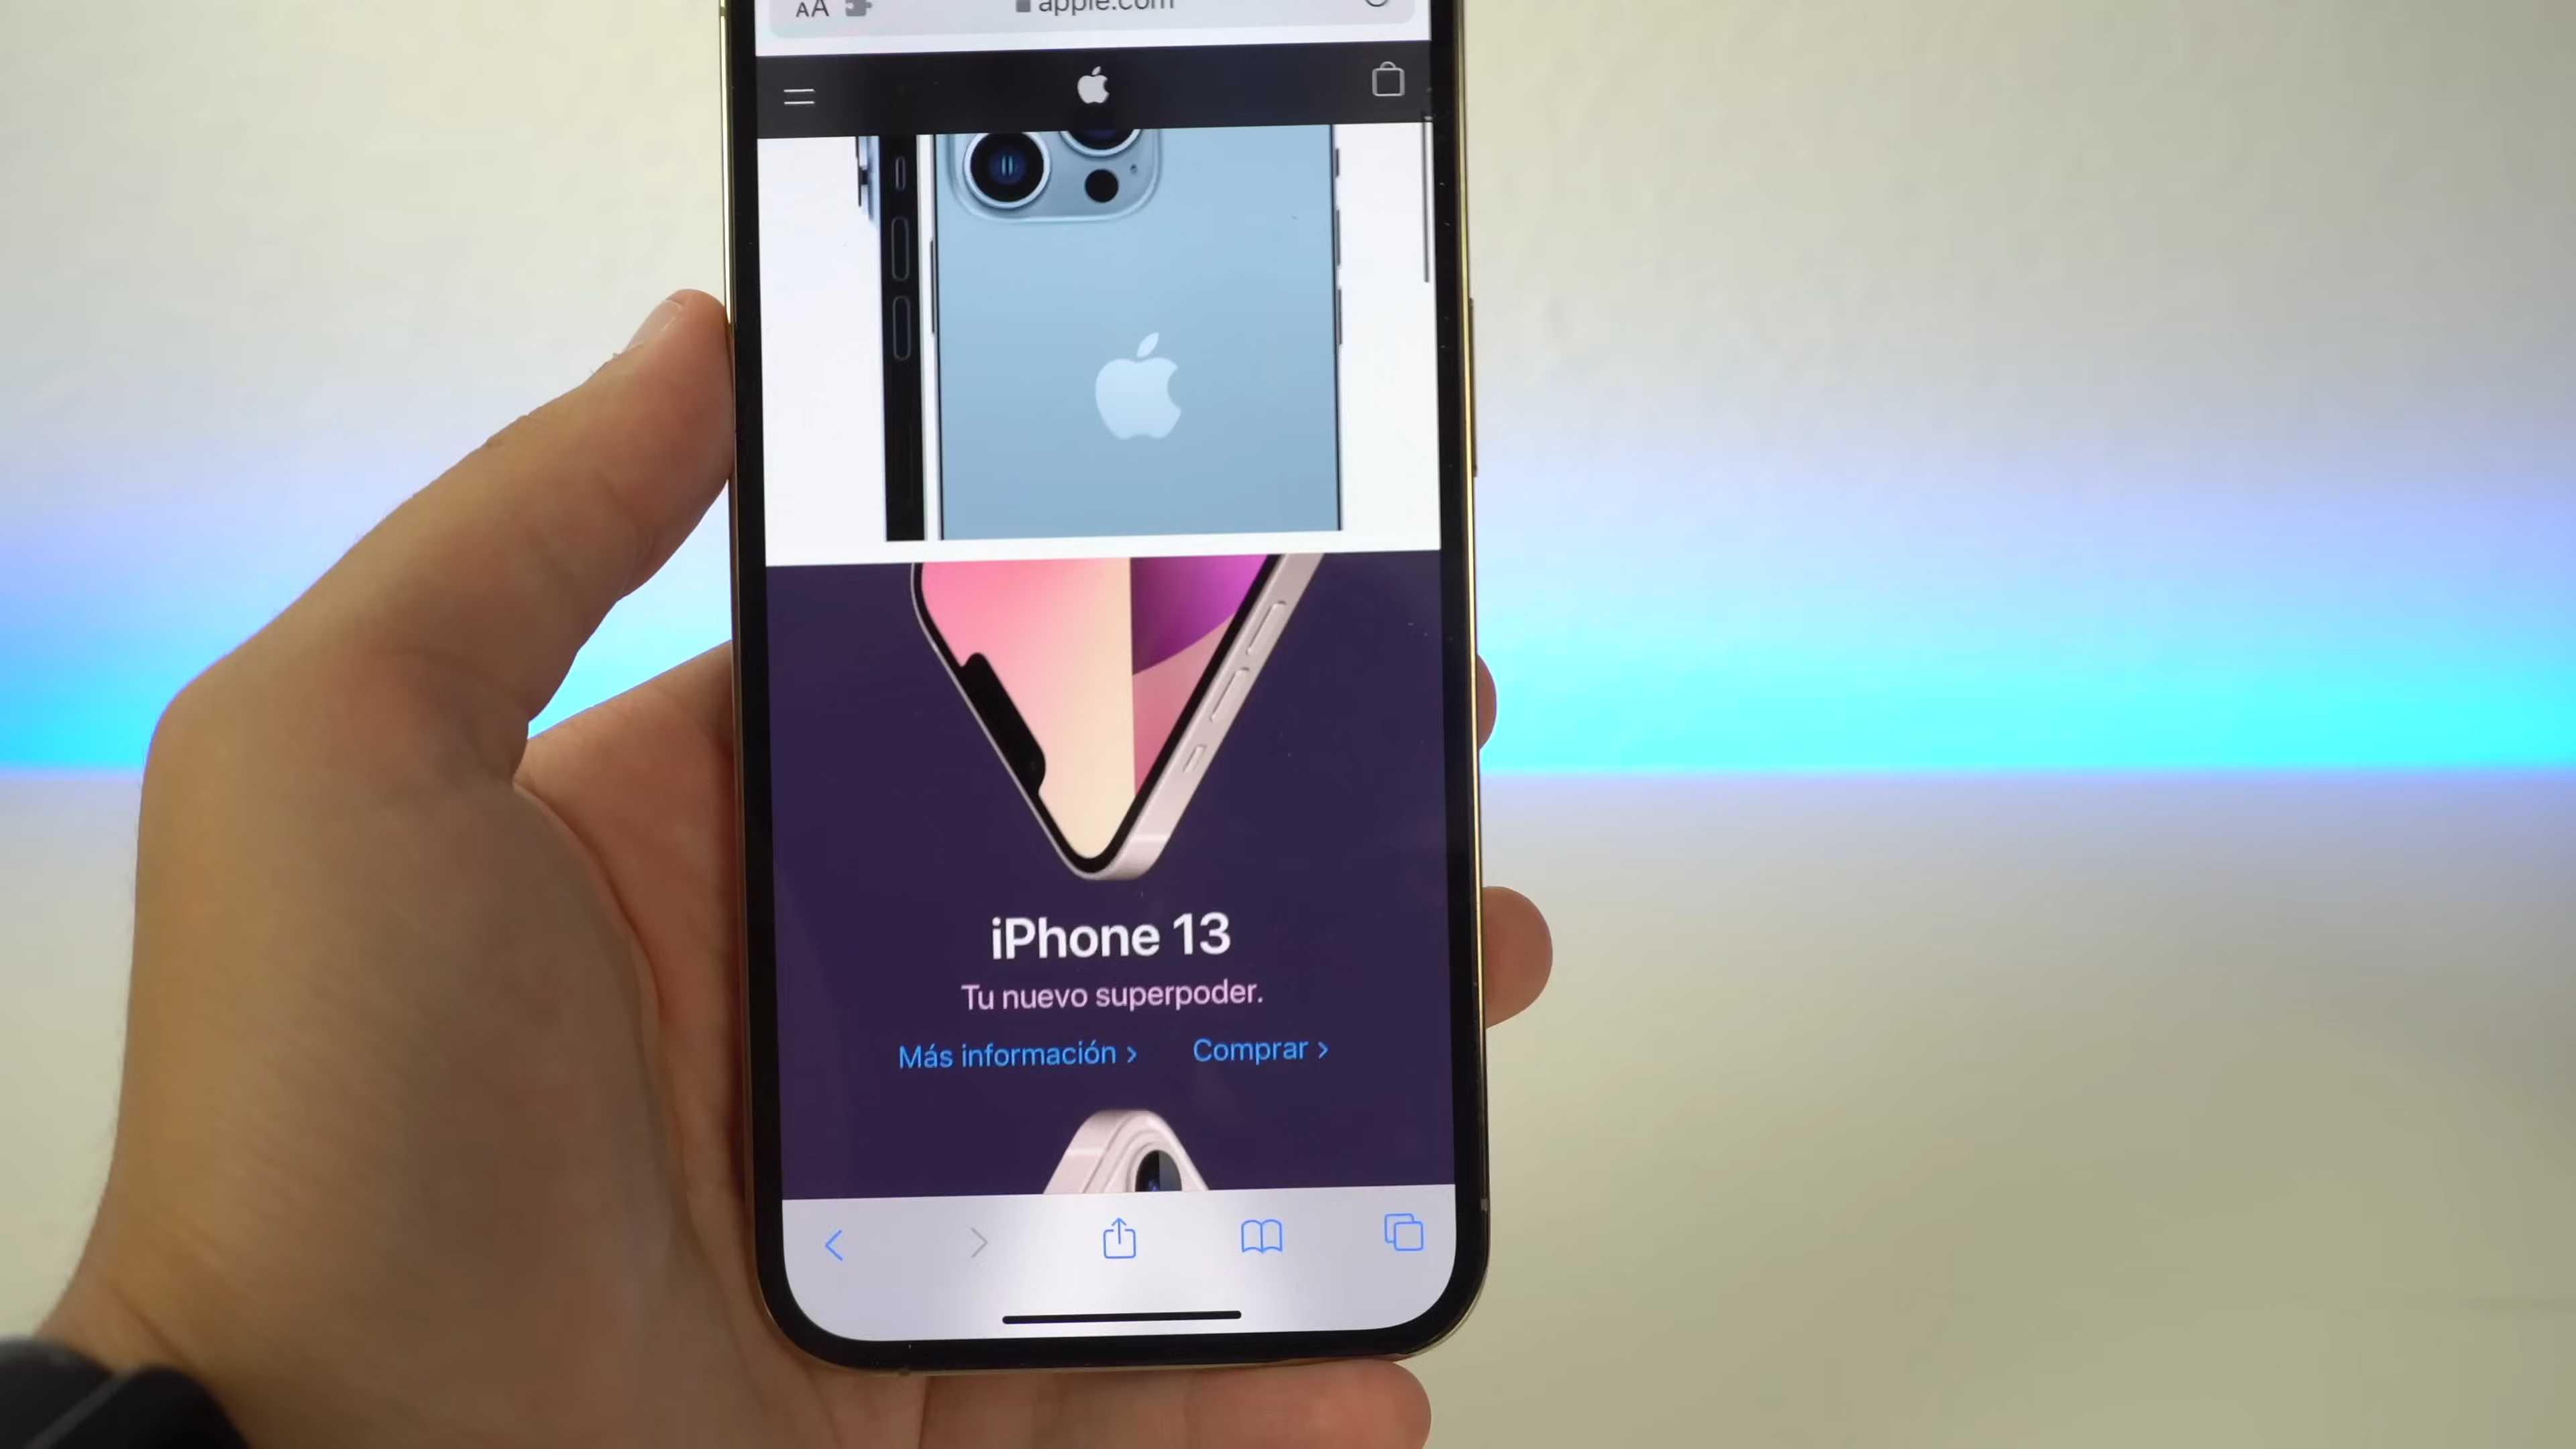 AA apple.com
iPhone 13
Tu nuevo superpoder.
Más información > Comprar >